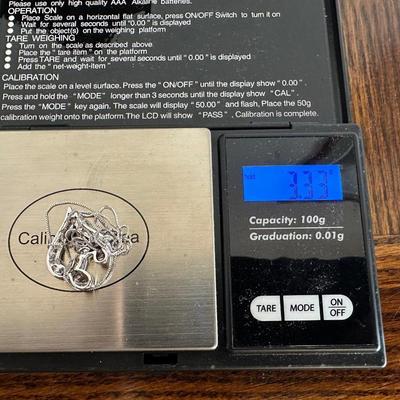 Please use only high quality AAA Alkaline batteries.
OPERATION
Place Scale on a horizontal flat surface, press ON/OFF Switch to turn on
Wait for several seconds until "0.00" is displayed
Put the object(s) on the weighing platform
TARE WEIGHING
Turn on the scale as described above
Place the "tare item" on the platform
Press TARE and wait for several seconds until "0.00" is displayed
Add the "net-weight-item"
CALIBRATION
Place the scale on a level surface. Press the "ON/OFF" until the display show "0.00".
Press and hold the "MODE" longer than 3 seconds until the display show "CAL".
Press the "MODE" key again. The scale will display "50.00" and flash, Place the 50g
calibration weight onto the platform.The LCD will show "PASS". Calibration is complete.
3.33
Capacity: 100g
Graduation: 0.01g
TARE
MODE
ON
OFF